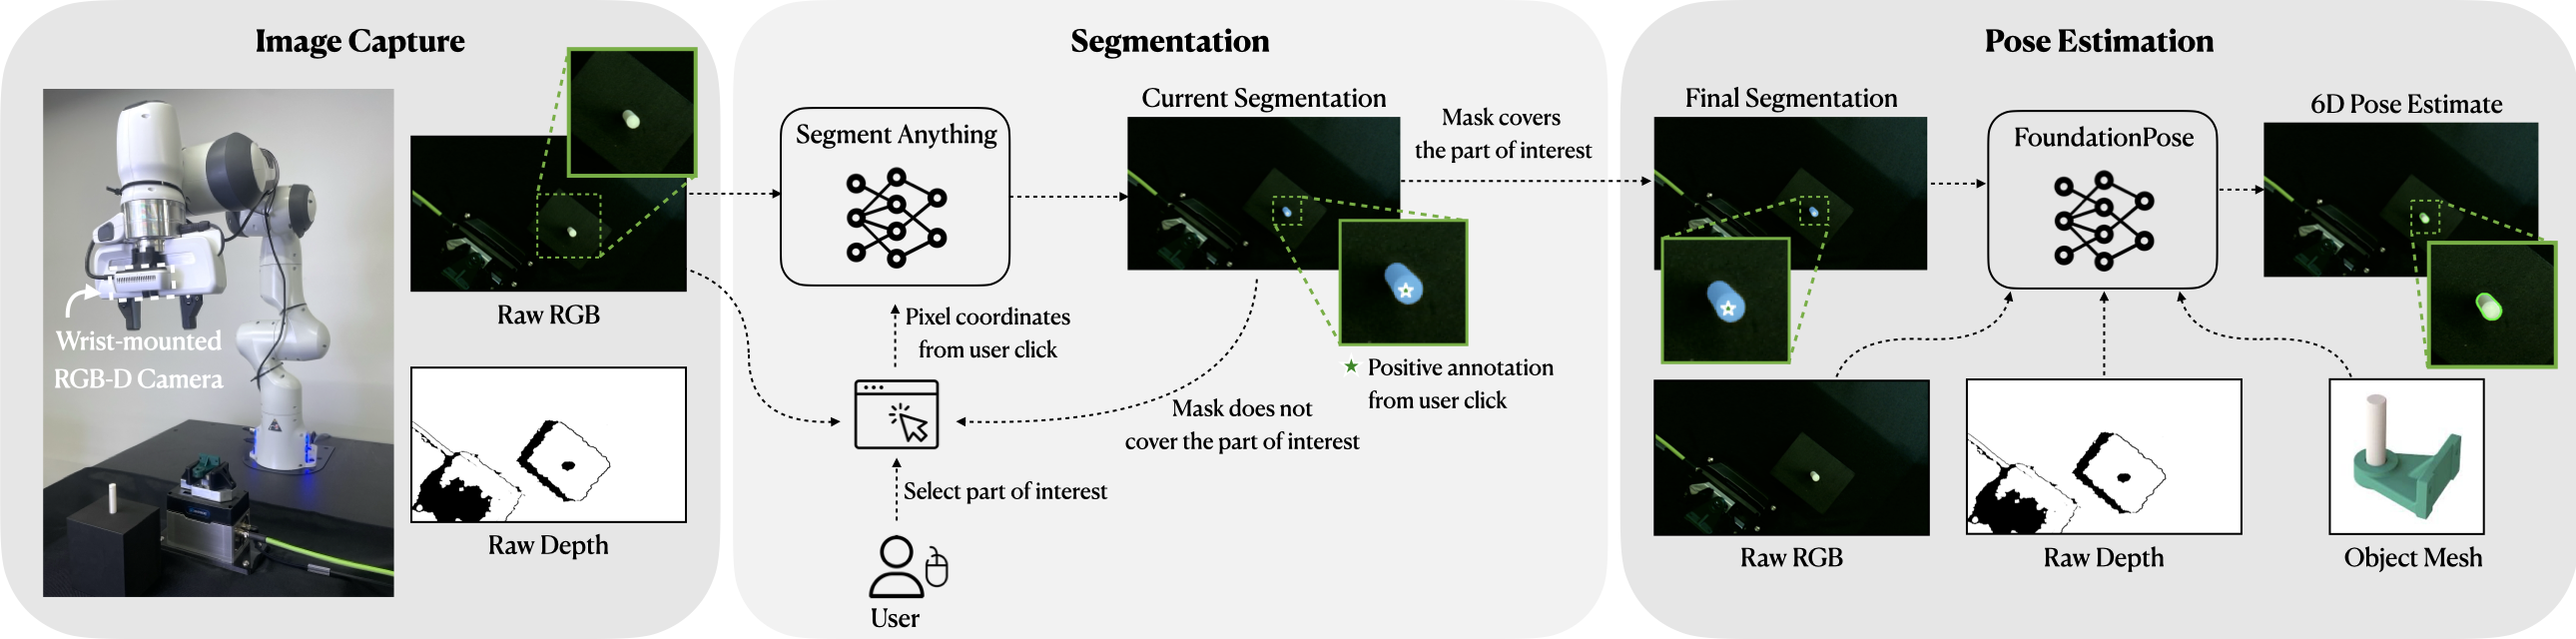 Image Capture
Wrist-mounted
RGB-D Camera
Raw RGB
Raw Depth
Segmentation
Segment Anything
Pixel coordinates
from user click
Select part of interest
User
Current Segmentation
Positive annotation
from user click
Mask does not
cover the part of interest
Mask covers
the part of interest
Pose Estimation
Final Segmentation
FoundationPose
6D Pose Estimate
Raw RGB
Raw Depth
Object Mesh